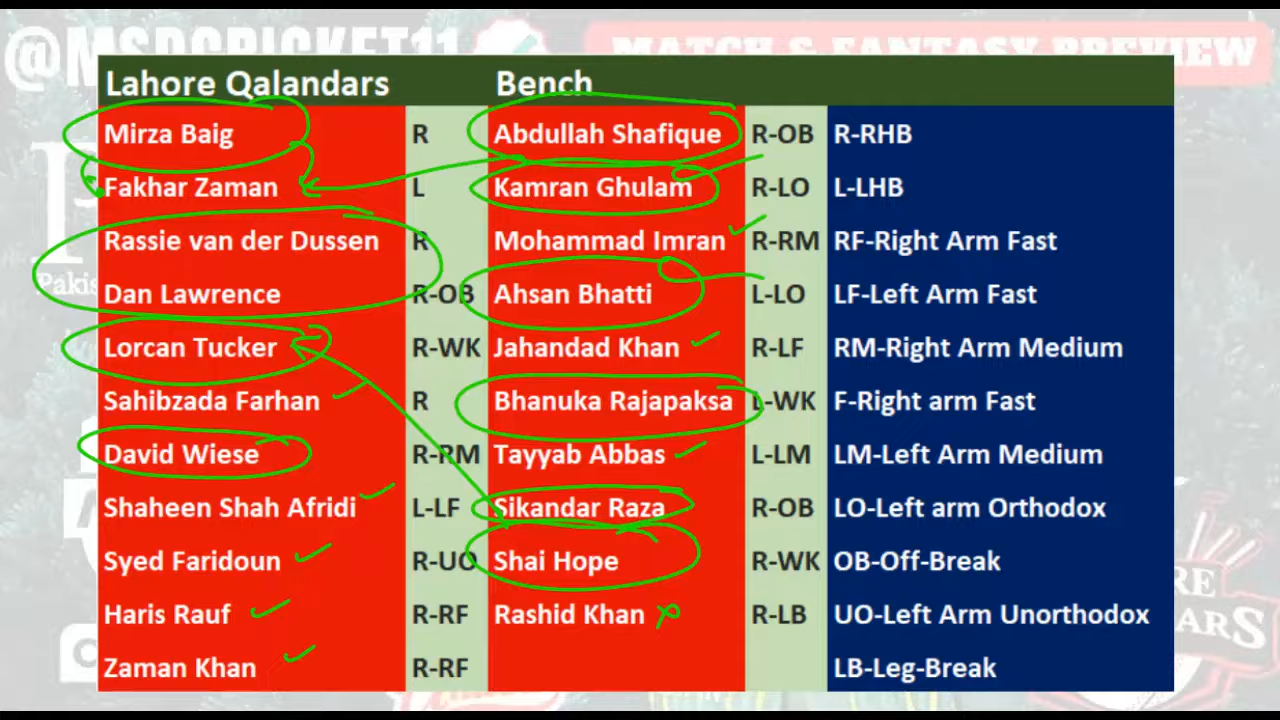 @MSDCRICKET11
MATCH & FANTASY PREVIEW
Lahore Qalandars Bench
Mirza Baig R Abdullah Shafique R-OB R-RHB
Fakhar Zaman L Kamran Ghulam R-LO L-LHB
Rassie van der Dussen R Mohammad Imran R-RM RF-Right Arm Fast
Dan Lawrence R-OB Ahsan Bhatti L-LO LF-Left Arm Fast
Lorcan Tucker R-WK Jahandad Khan R-LF RM-Right Arm Medium
Sahibzada Farhan R Bhanuka Rajapaksa L-WK F-Right arm Fast
David Wiese R-RM Tayyab Abbas L-LM LM-Left Arm Medium
Shaheen Shah Afridi L-LF Sikandar Raza R-OB LO-Left arm Orthodox
Syed Faridoun R-UO Shai Hope R-WK OB-Off-Break
Haris Rauf R-RF Rashid Khan R-LB UO-Left Arm Unorthodox
Zaman Khan R-RF LB-Leg-Break